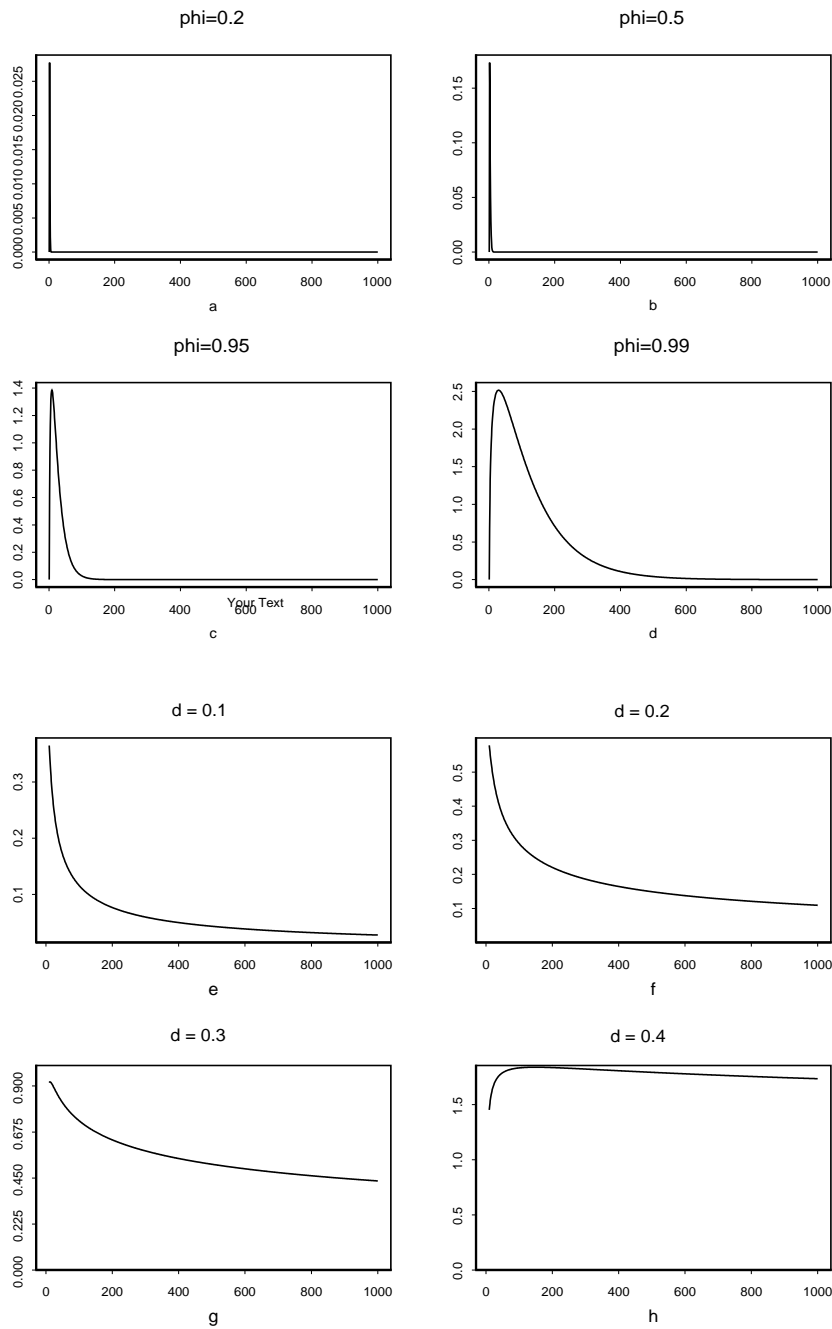 phi=0.2
0.000 0.005 0.010 0.015 0.020 0.025
0 200 400 600 800 1000
a
phi=0.5
0.00 0.05 0.10 0.15
0 200 400 600 800 1000
b
phi=0.95
0.0 0.2 0.4 0.6 0.8 1.0 1.2 1.4
0 200 400 600 800 1000
Your Text
c
phi=0.99
0.0 0.5 1.0 1.5 2.0 2.5
0 200 400 600 800 1000
d
d = 0.1
0.1 0.2 0.3
0 200 400 600 800 1000
e
d = 0.2
0.1 0.2 0.3 0.4 0.5
0 200 400 600 800 1000
f
d = 0.3
0.000 0.225 0.450 0.675 0.900
0 200 400 600 800 1000
g
d = 0.4
0.0 0.5 1.0 1.5
0 200 400 600 800 1000
h